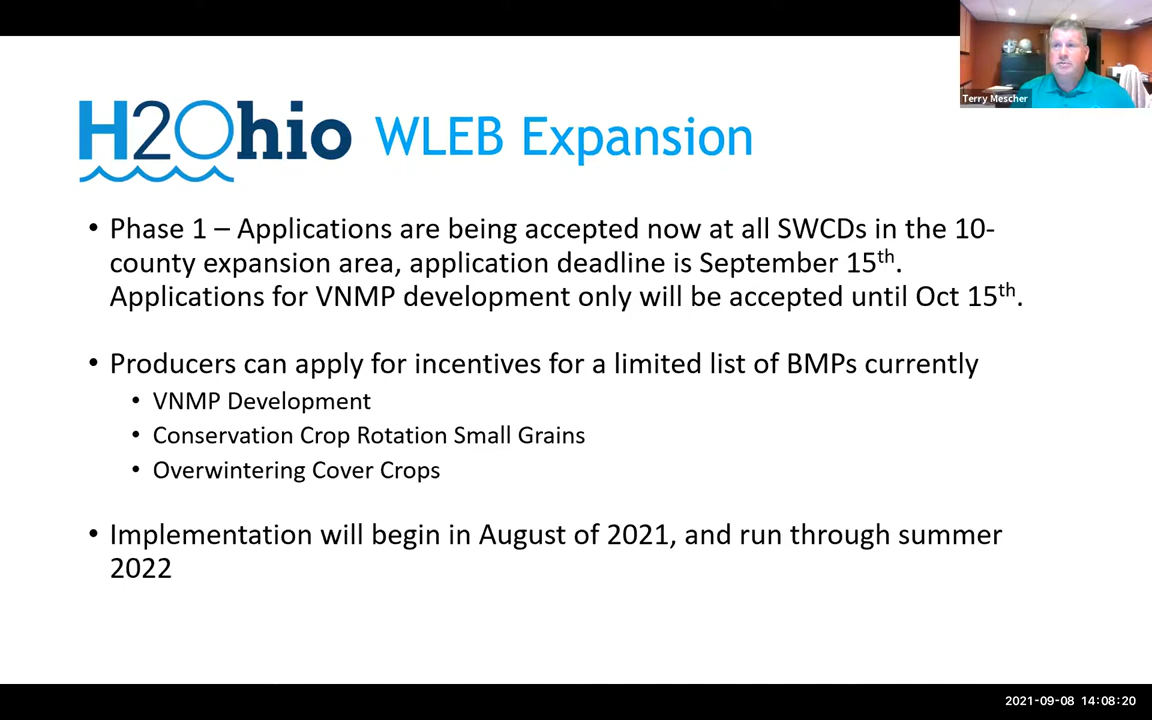 Terry Mescher
H2Ohio WLEB Expansion
• Phase 1 – Applications are being accepted now at all SWCDs in the 10-
county expansion area, application deadline is September 15th.
Applications for VNMP development only will be accepted until Oct 15th.
• Producers can apply for incentives for a limited list of BMPs currently
• VNMP Development
• Conservation Crop Rotation Small Grains
• Overwintering Cover Crops
• Implementation will begin in August of 2021, and run through summer
2022
2021-09-08 14:08:20